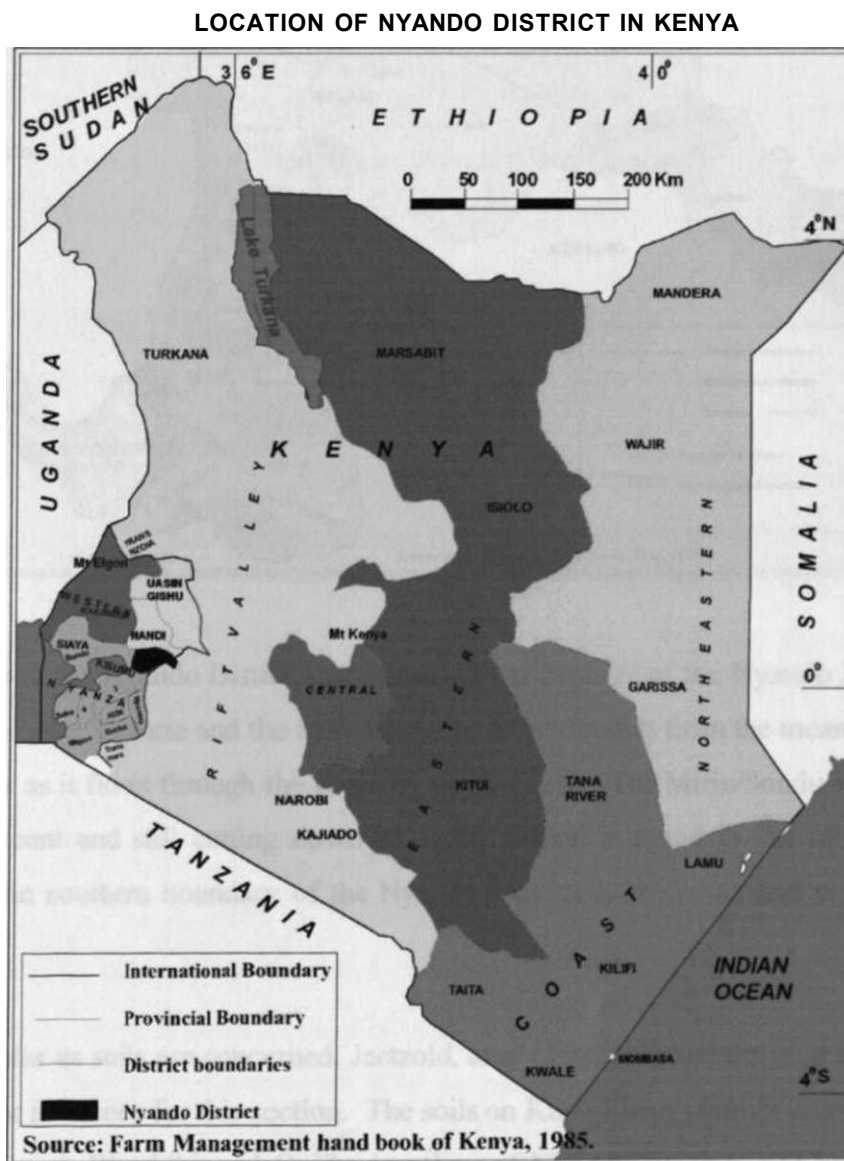 LOCATION OF NYANDO DISTRICT IN KENYA
36°E
40°
SOUTHERN
SUDAN
ETHIOPIA
0 50 100 150 200 Km
4°N
Lake Turkana
MANDERA
TURKANA
MARSABIT
UGANDA
KENYA
WAJIR
SOMALIA
ISIOLO
TRANS
NZOIA
Mt Elgon
UASIN
GISHU
WESTERN
NANDI
RIFT VALLEY
Mt Kenya
NORTH EASTERN
SIAYA
KISUMU
NYANZA
CENTRAL
EASTERN
GARISSA
0°
KITUI
TANA
RIVER
NAROBI
KAJIADO
TANZANIA
LAMU
COAST
KILIFI
INDIAN
OCEAN
TAITA
MOMBASA
KWALE
4°S
International Boundary
Provincial Boundary
District boundaries
Nyando District
Source: Farm Management hand book of Kenya, 1985.